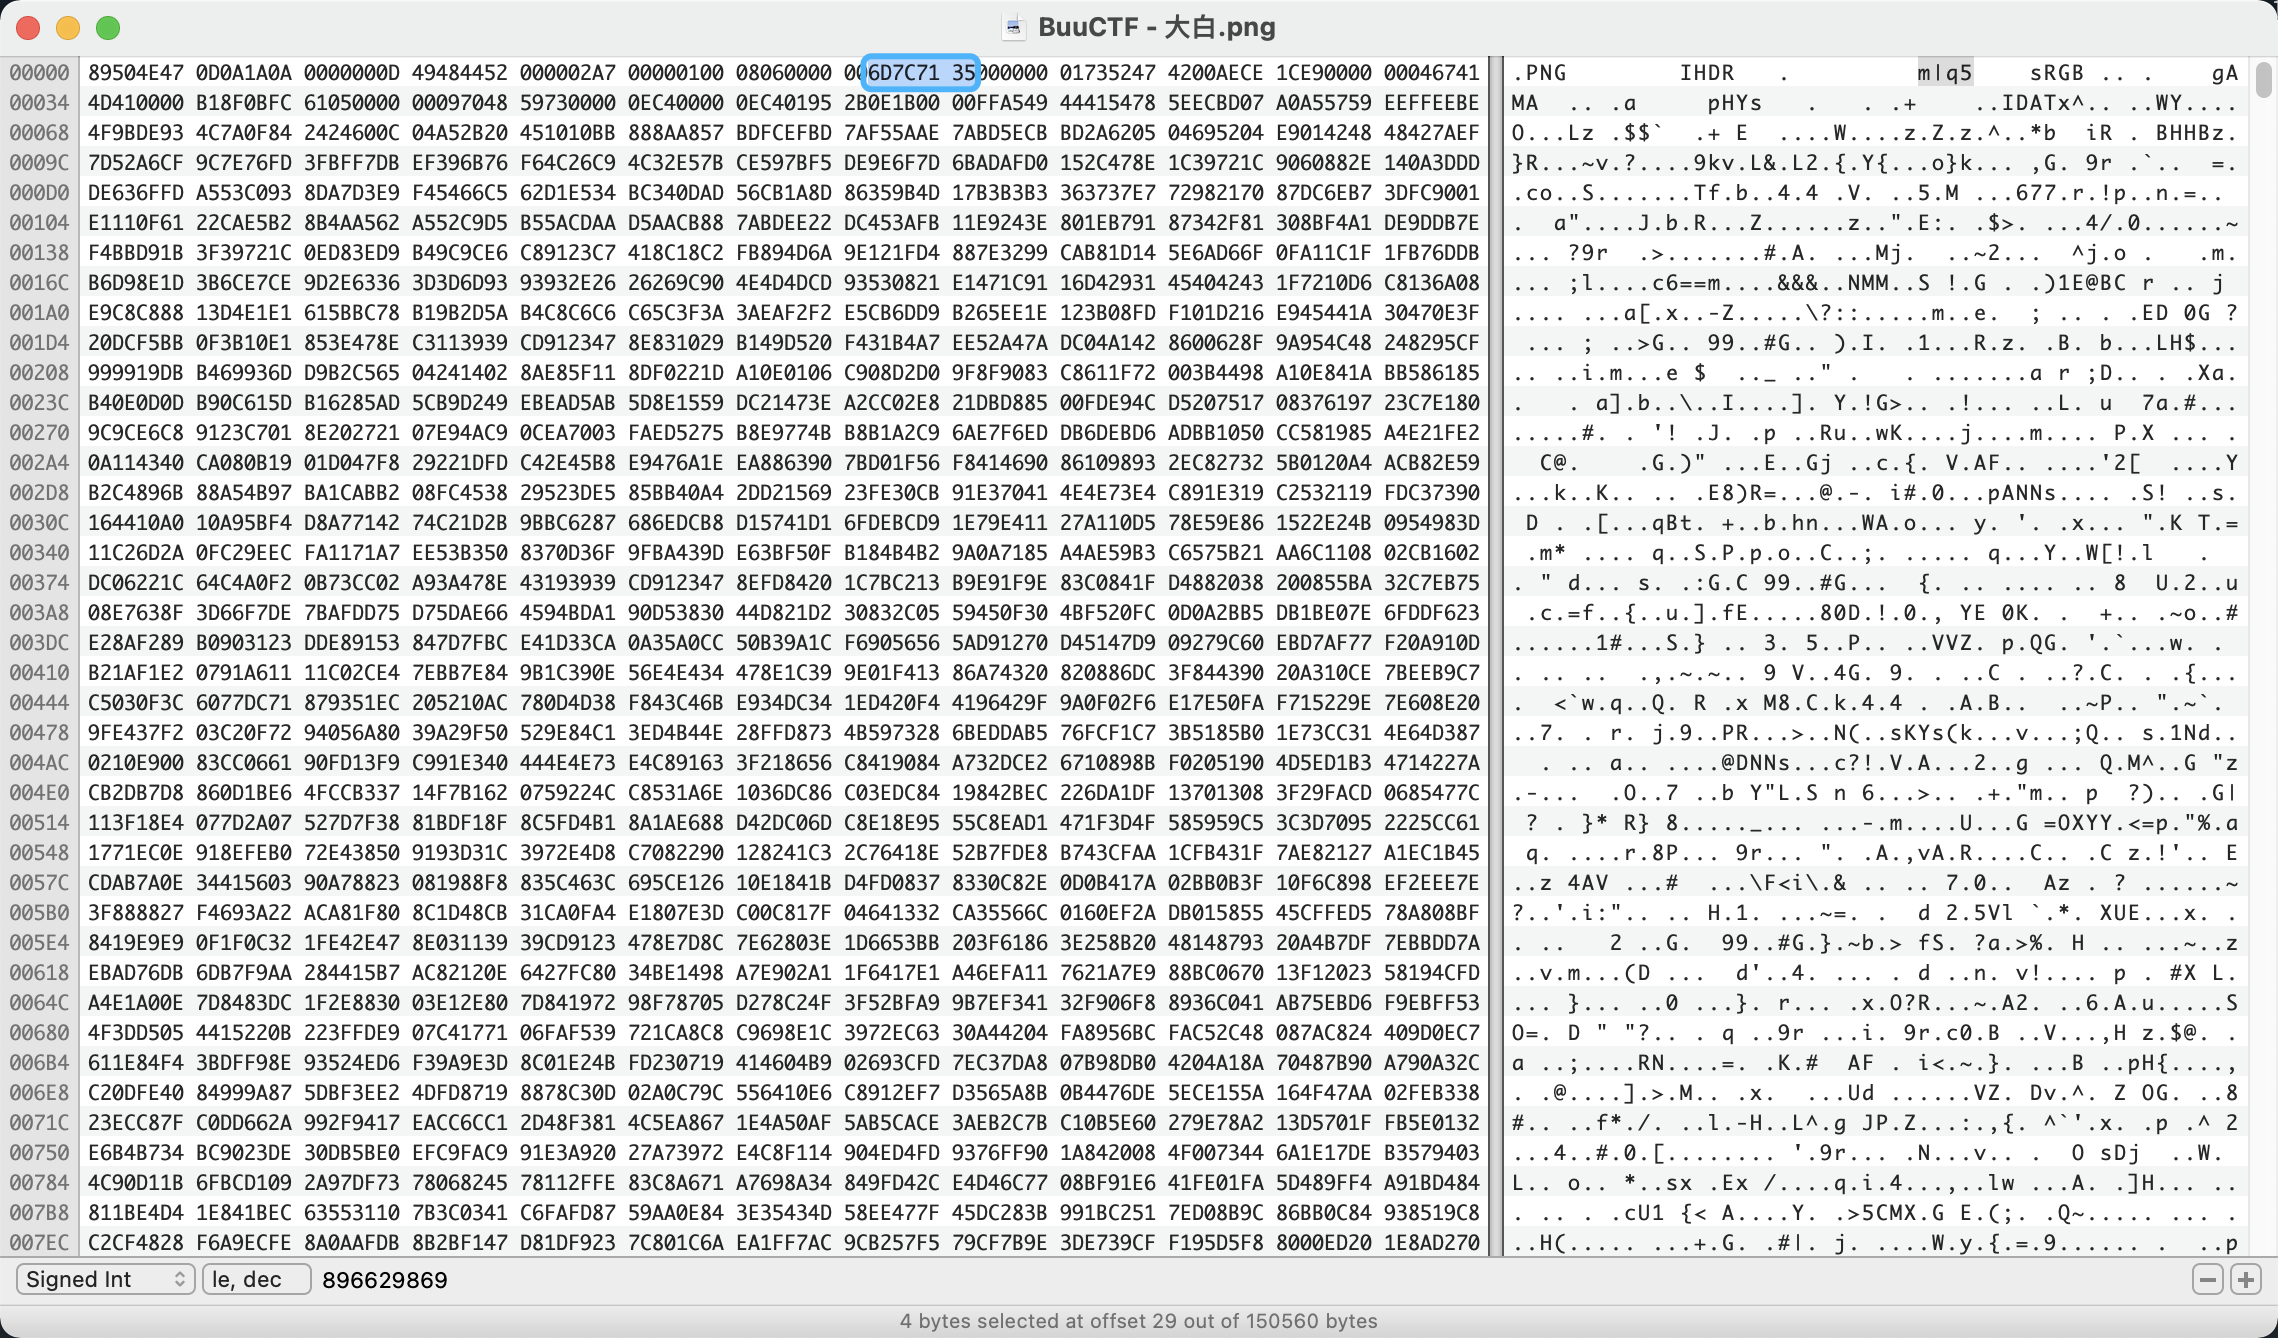 BuuCTF - 大白.png
00000 89504E47 0D0A1A0A 0000000D 49484452 000002A7 00000100 08060000 006D7C71 35000000 01735247 4200AECE 1CE90000 00046741 .PNG IHDR . m|q5 sRGB .. . gA
00034 4D410000 B18F0BFC 61050000 00097048 59730000 0EC40000 0EC40195 2B0E1B00 00FFA549 44415478 5EECBD07 A0A55759 EEFFEEBE MA .. .a pHYs . . .+ ..IDATx^.. ..WY....
00068 4F9BDE93 4C7A0F84 2424600C 04A52B20 451010BB 888AA857 BDFCEFBD 7AF55AAE 7ABD5ECB BD2A6205 04695204 E9014248 48427AEF O...Lz .$$` .+ E ....W....z.Z.z.^..*b iR . BHHBz.
0009C 7D52A6CF 9C7E76FD 3FBFF7DB EF396B76 F64C26C9 4C32E57B CE597BF5 DE9E6F7D 6BADAFD0 152C478E 1C39721C 9060882E 140A3DDD }R...~v.?....9kv.L&.L2.{.Y{...o}k... ,G. 9r .`.. =.
000D0 DE636FFD A553C093 8DA7D3E9 F45466C5 62D1E534 BC340DAD 56CB1A8D 86359B4D 17B3B3B3 363737E7 72982170 87DC6EB7 3DFC9001 .co..S.......Tf.b..4.4 .V. ..5.M ...677.r.!p..n.=..
00104 E1110F61 22CAE5B2 8B4AA562 A552C9D5 B55ACDAA D5AACB88 7ABDEE22 DC453AFB 11E9243E 801EB791 87342F81 308BF4A1 DE9DDB7E . a"....J.b.R...Z......z..".E:. .$>. ...4/.0......~
00138 F4BBD91B 3F39721C 0ED83ED9 B49C9CE6 C89123C7 418C18C2 FB894D6A 9E121FD4 887E3299 CAB81D14 5E6AD66F 0FA11C1F 1FB76DDB ... ?9r .>.......#.A. ...Mj. ..~2... ^j.o . .m.
0016C B6D98E1D 3B6CE7CE 9D2E6336 3D3D6D93 93932E26 26269C90 4E4D4DCD 93530821 E1471C91 16D42931 45404243 1F7210D6 C8136A08 ... ;l....c6==m....&&&..NMM..S !.G . .)1E@BC r .. j
001A0 E9C8C888 13D4E1E1 615BBC78 B19B2D5A B4C8C6C6 C65C3F3A 3AEAF2F2 E5CB6DD9 B265EE1E 123B08FD DF101D216 E945441A 30470E3F .... ...a[.x..-Z.....\?::.....m..e. ; .. . .ED 0G ?
001D4 20DCF5BB 0F3B10E1 853E478E C3113939 CD912347 8E831029 B149D520 F431B4A7 EE52A47A DC04A142 8600628F 9A954C48 248295CF ... ; ..>G.. 99..#G.. ).I. .1...R.z. .B. b...LH$...
00208 999919DB B469936D D9B2C565 04241402 8AE85F11 8DF0221D A10E0106 C908D2D0 9F8F9083 C8611F72 003B4498 A10E841A BB586185 .. ..i.m...e $ .._ .." . . .......a r ;D.. . .Xa.
0023C B40E0D0D B90C615D B16285AD 5CB9D249 EBEAD5AB 5D8E1559 DC21473E A2CC02E8 21DBD885 00FDE94C D5207517 08376197 23C7E180 . . a].b..\..I....]. Y.!G>.. .!... ..L. u 7a.#...
00270 9C9CE6C8 9123C701 8E202721 07E94AC9 0CEA7003 FAED5275 B8E9774B B8B1A2C9 6AE7F6ED DB6DEBD6 ADBB1050 CC581985 A4E21FE2 .....#. . '! .J. .p ..Ru..wK....j....m.... P.X ... .
002A4 0A114340 CA080B19 01D047F8 29221DFD C42E45B8 E9476A1E EA886390 7BD01F56 F8414690 86109893 2EC82732 5B0120A4 ACB82E59 C@. .G.)" ...E..Gj ..c.{. V.AF.. ....'2[ ....Y
002D8 B2C4896B 88A54B97 BA1CABB2 08FC4538 29523DE5 85BB40A4 2DD21569 23FE30CB 91E37041 4E4E73E4 C891E319 C2532119 FDC37390 ...k..K.. .. .E8)R=...@.-. i#.0...pANNs.... .S! ..s.
0030C 164410A0 10A95BF4 D8A77142 74C21D2B 9BBC6287 686EDCB8 D15741D1 6FDEBCD9 1E79E411 27A110D5 78E59E86 1522E24B 0954983D D . .[...qBt. +..b.hn...WA.o... y. '. .x... ".K T.=
00340 11C26D2A 0FC29EEC FA1171A7 EE53B350 8370D36F 9FBA439D E63BF50F B184B4B2 9A0A7185 A4AE59B3 C6575B21 AA6C1108 02CB1602 .m* .... q..S.P.p.o..C..;. ..... q...Y..W[!.l .
00374 DC06221C 64C4A0F2 0B73CC02 A93A478E 43193939 CD912347 8EFD8420 1C7BC213 B9E91F9E 83C0841F D4882038 200855BA 32C7EB75 . " d... s. .:G.C 99..#G... {. ...... .. 8 U.2..u
003A8 08E7638F 3D66F7DE 7BAFDD75 D75DAE66 4594BDA1 90D53830 44D821D2 30832C05 59450F30 4BF520FC 0D0A2BB5 DB1BE07E 6FDDF623 .c.=f..{..u.].fE.....80D.!.0., YE 0K. . +.. .~o..#
003DC E28AF289 B0903123 DDE89153 847D7FBC E41D33CA 0A35A0CC 50B39A1C F6905656 5AD91270 D45147D9 09279C60 EBD7AF77 F20A910D ......1#...S.} .. 3. 5..P... ..VVZ. p.QG. '.`...w. .
00410 B21AF1E2 0791A611 11C02CE4 7EBB7E84 9B1C390E 56E4E434 478E1C39 9E01F413 86A74320 820886DC 3F844390 20A310CE 7BEEB9C7 . .. .. .,.~.~.. 9 V..4G. 9. . ..C . ..?.C. . .{...
00444 C5030F3C 6077DC71 879351EC 205210AC 780D4D38 F843C46B E934DC34 1ED420F4 4196429F 9A0F02F6 E17E50FA F715229E 7E608E20 . <`w.q..Q. R .x M8.C.k.4.4 . .A.B.. ..~P.. ".~`.
00478 9FE437F2 03C20F72 94056A80 39A29F50 529E84C1 3ED4B44E 28FFD873 4B597328 6BEDDAB5 76FCF1C7 3B5185B0 1E73CC31 4E64D387 ..7. . r. j.9..PR...>..N(..sKYs(k...v...;Q.. s.1Nd..
004AC 0210E900 83CC0661 90FD13F9 C991E340 444E4E73 E4C89163 3F218656 C8419084 A732DCE2 6710898B F0205190 4D5ED1B3 4714227A . .. a.. ....@DNNs...c?!.V.A...2..g ... Q.M^..G "z
004E0 CB2DB7D8 860D1BE6 4FCCB337 14F7B162 0759224C C8531A6E 1036DC86 C03EDC84 19842BEC 226DA1DF 13701308 3F29FACD 0685477C .-... .O..7 ..b Y"L.S n 6...>.. .+."m.. p ?).. .G|
00514 113F18E4 077D2A07 527D7F38 81BDF18F 8C5FD4B1 8A1AE688 D42DC06D C8E18E95 55C8EAD1 471F3D4F 585959C5 3C3D7095 2225CC61 ? . }* R} 8....._... ...-.m....U...G =OXYY.<=p."%.a
00548 1771EC0E 918EFEB0 72E43850 9193D31C 3972E4D8 C7082290 128241C3 2C76418E 52B7FDE8 B743CFAA 1CFB431F 7AE82127 A1EC1B45 q. ....r.8P... 9r... ". .A.,vA.R....C.. .C z.!'.. E
0057C CDAB7A0E 34415603 90A78823 081988F8 835C463C 695CE126 10E1841B D4FD0837 8330C82E 0D0B417A 02BB0B3F 10F6C898 EF2EEE7E ..z 4AV ...# ...\F<i\.& .. .. 7.0.. Az . ? ......~
005B0 3F888827 F4693A22 ACA81F80 8C1D48CB 31CA0FA4 E1807E3D C00C817F 04641332 CA35566C 0160EF2A DB015855 45CFFED5 78A808BF ?..'.i:".. .. H.1. ...~=. . d 2.5Vl `.*. XUE...x. .
005E4 8419E9E9 0F1F0C32 1FE42E47 8E031139 39CD9123 478E7D8C 7E62803E 1D6653BB 203F6186 3E258B20 48148793 20A4B7DF 7EBBDD7A . .. 2 ..G. 99..#G.}.~b.> fS. ?a.>%. H .. ...~..z
00618 EBAD76DB 6DB7F9AA 284415B7 AC82120E 6427FC80 34BE1498 A7E902A1 1F6417E1 A46EFA11 7621A7E9 88BC0670 13F12023 58194CFD ..v.m...(D ... d'..4. ... . d ..n. v!.... p . #X L.
0064C A4E1A00E 7D8483DC 1F2E8830 03E12E80 7D841972 98F78705 D278C24F 3F52BFA9 9B7EF341 32F906F8 8936C041 AB75EBD6 F9EBFF53 ... }... ..0 ...}. r... .x.O?R...~.A2. ..6.A.u.....S
00680 4F3DD505 4415220B 223FFDE9 07C41771 06FAF539 721CA8C8 C9698E1C 3972EC63 30A44204 FA8956BC FAC52C48 087AC824 409D0EC7 O=. D " "?.. . q ..9r ...i. 9r.c0.B ..V...,H z.$@. .
006B4 611E84F4 3BDFF98E 93524ED6 F39A9E3D 8C01E24B FD230719 414604B9 02693CFD 7EC37DA8 07B98DB0 4204A18A 70487B90 A790A32C a ..;....RN....=. .K.# AF . i<.~.}. ...B ..pH{....,
006E8 C20DFE40 84999A87 5DBF3EE2 4DFD8719 8878C30D 02A0C79C 556410E6 C8912EF7 D3565A8B 0B4476DE 5ECE155A 164F47AA 02FEB338 . .@....].>.M.. .x. ...Ud ......VZ. Dv.^. Z OG. ..8
0071C 23ECC87F C0DD662A 992F9417 EACC6CC1 2D48F381 4C5EA867 1E4A50AF 5AB5CACE 3AEB2C7B C10B5E60 279E78A2 13D5701F FB5E0132 #.. ..f*./. ..l.-H..L^.g JP.Z...:.,{. ^`'.x. .p .^ 2
00750 E6B4B734 BC9023DE 30DB5BE0 EFC9FAC9 91E3A920 27A73972 E4C8F114 904ED4FD 9376FF90 1A842008 4F007344 6A1E17DE B3579403 ...4..#.0.[....... '.9r... .N...v.. . O sDj ..W.
00784 4C90D11B 6FBCD109 2A97DF73 78068245 78112FFE 83C8A671 A7698A34 849FD42C E4D46C77 08BF91E6 41FE01FA 5D489FF4 A91BD484 L.. o.. *..sx .Ex /....q.i.4...,..lw ...A. .]H... ..
007B8 811BE4D4 1E841BEC 63553107 7B3C0341 C6FAFD87 59AA0E84 3E35434D 58EE477F 45DC283B 991BC251 7ED08B9C 86BB0C84 938519C8 . .. . .cU1 {< A....Y. .>5CMX.G E.(;. .Q~..... .. .
007EC C2CF4828 F6A9ECFE 8A0AAFDB 8B2BF147 D81DF923 7C801C6A EA1FF7AC 9CB257F5 79CF7B9E 3DE739CF F195D5F8 8000ED20 1E8AD270 ..H(..... ...+.G. .#|. j. ....W.y.{.=.9...... . ..p
Signed Int le, dec 896629869
4 bytes selected at offset 29 out of 150560 bytes